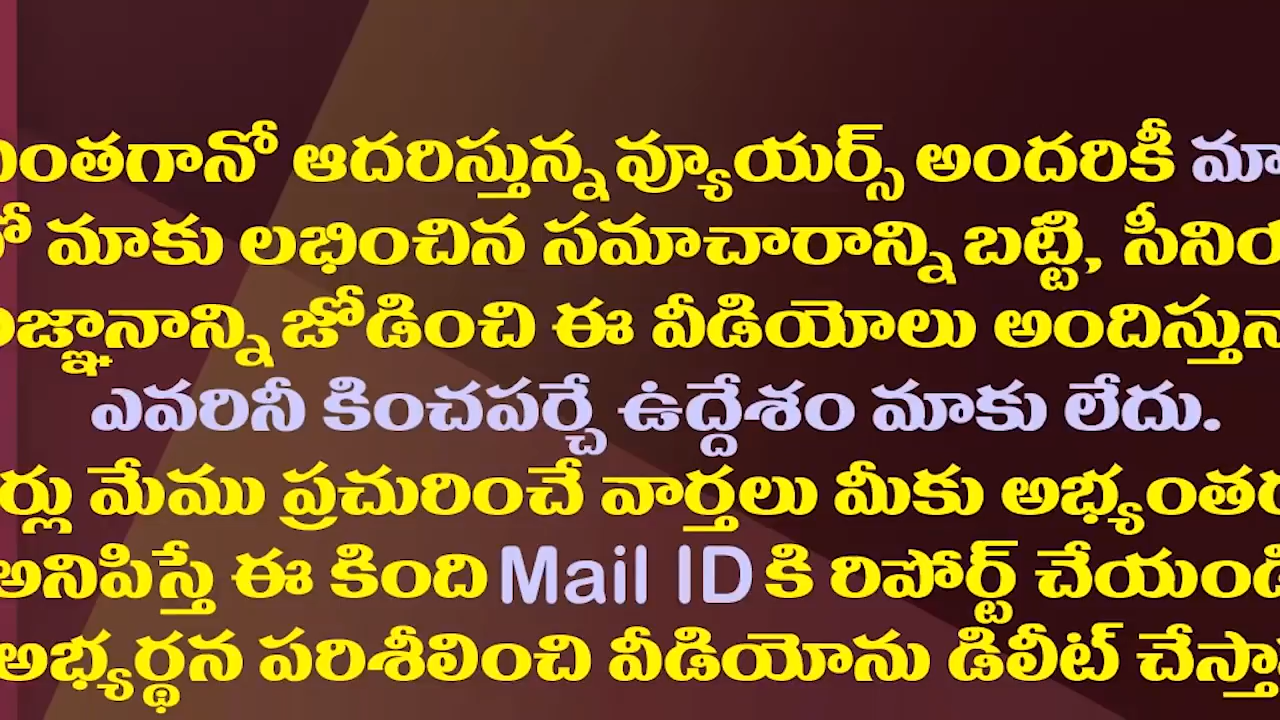 ఎంతగానో ఆదరిస్తున్న వ్యూయర్స్ అందరికీ మా
మాకు లభించిన సమాచారాన్ని బట్టి, సీనియ
జ్ఞానాన్ని జోడించి ఈ వీడియోలు అందిస్తున్నా
ఎవరినీ కించపర్చే ఉద్దేశం మాకు లేదు.
ర్లు మేము ప్రచురించే వార్తలు మీకు అభ్యంతర
అనిపిస్తే ఈ కింది Mail ID కి రిపోర్ట్ చేయండి
అభ్యర్థన పరిశీలించి వీడియోను డిలీట్ చేస్తా